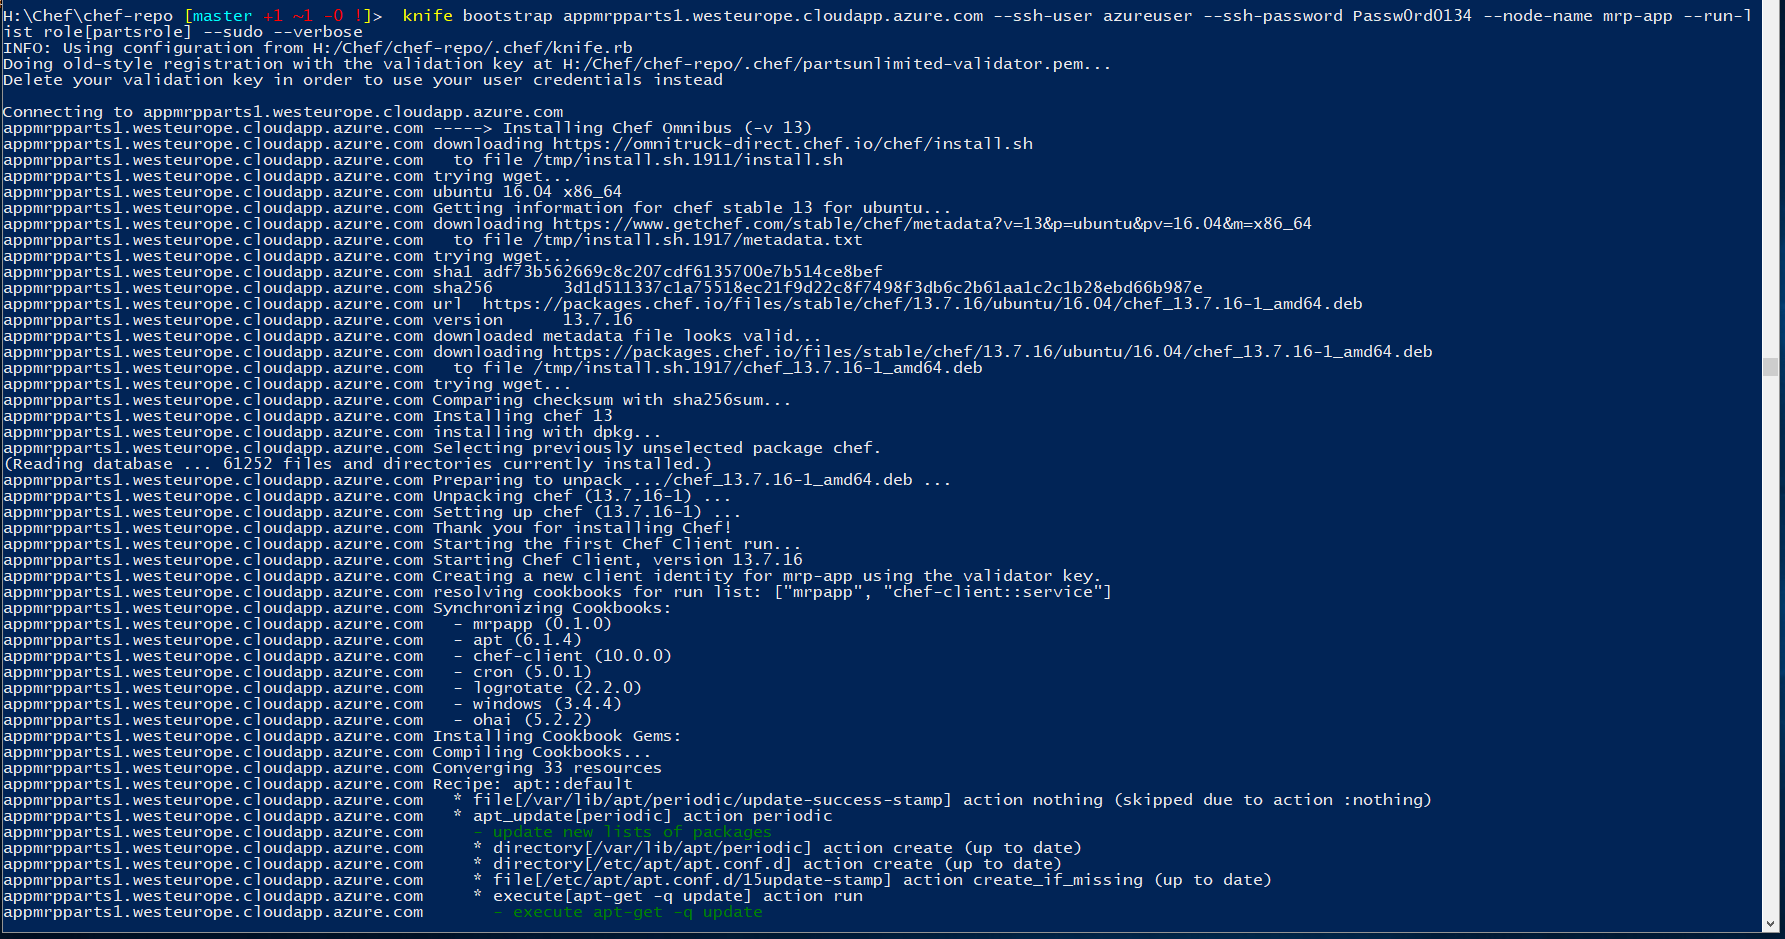 H:\Chef\chef-repo [master +1 ~1 -0 !]>  knife bootstrap appmrpparts1.westeurope.cloudapp.azure.com --ssh-user azureuser --ssh-password Passw0rd0134 --node-name mrp-app --run-l
ist role[partsrole] --sudo --verbose
INFO: Using configuration from H:/Chef/chef-repo/.chef/knife.rb
Doing old-style registration with the validation key at H:/Chef/chef-repo/.chef/partsunlimited-validator.pem...
Delete your validation key in order to use your user credentials instead

Connecting to appmrpparts1.westeurope.cloudapp.azure.com
appmrpparts1.westeurope.cloudapp.azure.com -----> Installing Chef Omnibus (-v 13)
appmrpparts1.westeurope.cloudapp.azure.com downloading https://omnitruck-direct.chef.io/chef/install.sh
appmrpparts1.westeurope.cloudapp.azure.com   to file /tmp/install.sh.1911/install.sh
appmrpparts1.westeurope.cloudapp.azure.com trying wget...
appmrpparts1.westeurope.cloudapp.azure.com ubuntu 16.04 x86_64
appmrpparts1.westeurope.cloudapp.azure.com Getting information for chef stable 13 for ubuntu...
appmrpparts1.westeurope.cloudapp.azure.com downloading https://www.getchef.com/stable/chef/metadata?v=13&p=ubuntu&pv=16.04&m=x86_64
appmrpparts1.westeurope.cloudapp.azure.com   to file /tmp/install.sh.1917/metadata.txt
appmrpparts1.westeurope.cloudapp.azure.com trying wget...
appmrpparts1.westeurope.cloudapp.azure.com sha1 adf73b562669c8c207cdf6135700e7b514ce8bef
appmrpparts1.westeurope.cloudapp.azure.com sha256       3d1d511337c1a75518ec21f9d22c8f7498f3db6c2b61aa1c2c1b28ebd66b987e
appmrpparts1.westeurope.cloudapp.azure.com url  https://packages.chef.io/files/stable/chef/13.7.16/ubuntu/16.04/chef_13.7.16-1_amd64.deb
appmrpparts1.westeurope.cloudapp.azure.com version      13.7.16
appmrpparts1.westeurope.cloudapp.azure.com downloaded metadata file looks valid...
appmrpparts1.westeurope.cloudapp.azure.com downloading https://packages.chef.io/files/stable/chef/13.7.16/ubuntu/16.04/chef_13.7.16-1_amd64.deb
appmrpparts1.westeurope.cloudapp.azure.com   to file /tmp/install.sh.1917/chef_13.7.16-1_amd64.deb
appmrpparts1.westeurope.cloudapp.azure.com trying wget...
appmrpparts1.westeurope.cloudapp.azure.com Comparing checksum with sha256sum...
appmrpparts1.westeurope.cloudapp.azure.com Installing chef 13
appmrpparts1.westeurope.cloudapp.azure.com installing with dpkg...
appmrpparts1.westeurope.cloudapp.azure.com Selecting previously unselected package chef.
(Reading database ... 61252 files and directories currently installed.)
appmrpparts1.westeurope.cloudapp.azure.com Preparing to unpack .../chef_13.7.16-1_amd64.deb ...
appmrpparts1.westeurope.cloudapp.azure.com Unpacking chef (13.7.16-1) ...
appmrpparts1.westeurope.cloudapp.azure.com Setting up chef (13.7.16-1) ...
appmrpparts1.westeurope.cloudapp.azure.com Thank you for installing Chef!
appmrpparts1.westeurope.cloudapp.azure.com Starting the first Chef Client run...
appmrpparts1.westeurope.cloudapp.azure.com Starting Chef Client, version 13.7.16
appmrpparts1.westeurope.cloudapp.azure.com Creating a new client identity for mrp-app using the validator key.
appmrpparts1.westeurope.cloudapp.azure.com resolving cookbooks for run list: ["mrpapp", "chef-client::service"]
appmrpparts1.westeurope.cloudapp.azure.com Synchronizing Cookbooks:
appmrpparts1.westeurope.cloudapp.azure.com   - mrpapp (0.1.0)
appmrpparts1.westeurope.cloudapp.azure.com   - apt (6.1.4)
appmrpparts1.westeurope.cloudapp.azure.com   - chef-client (10.0.0)
appmrpparts1.westeurope.cloudapp.azure.com   - cron (5.0.1)
appmrpparts1.westeurope.cloudapp.azure.com   - logrotate (2.2.0)
appmrpparts1.westeurope.cloudapp.azure.com   - windows (3.4.4)
appmrpparts1.westeurope.cloudapp.azure.com   - ohai (5.2.2)
appmrpparts1.westeurope.cloudapp.azure.com Installing Cookbook Gems:
appmrpparts1.westeurope.cloudapp.azure.com Compiling Cookbooks...
appmrpparts1.westeurope.cloudapp.azure.com Converging 33 resources
appmrpparts1.westeurope.cloudapp.azure.com Recipe: apt::default
appmrpparts1.westeurope.cloudapp.azure.com   * file[/var/lib/apt/periodic/update-success-stamp] action nothing (skipped due to action :nothing)
appmrpparts1.westeurope.cloudapp.azure.com   * apt_update[periodic] action periodic
appmrpparts1.westeurope.cloudapp.azure.com     - update new lists of packages
appmrpparts1.westeurope.cloudapp.azure.com     * directory[/var/lib/apt/periodic] action create (up to date)
appmrpparts1.westeurope.cloudapp.azure.com     * directory[/etc/apt/apt.conf.d] action create (up to date)
appmrpparts1.westeurope.cloudapp.azure.com     * file[/etc/apt/apt.conf.d/15update-stamp] action create_if_missing (up to date)
appmrpparts1.westeurope.cloudapp.azure.com     * execute[apt-get -q update] action run
appmrpparts1.westeurope.cloudapp.azure.com       - execute apt-get -q update